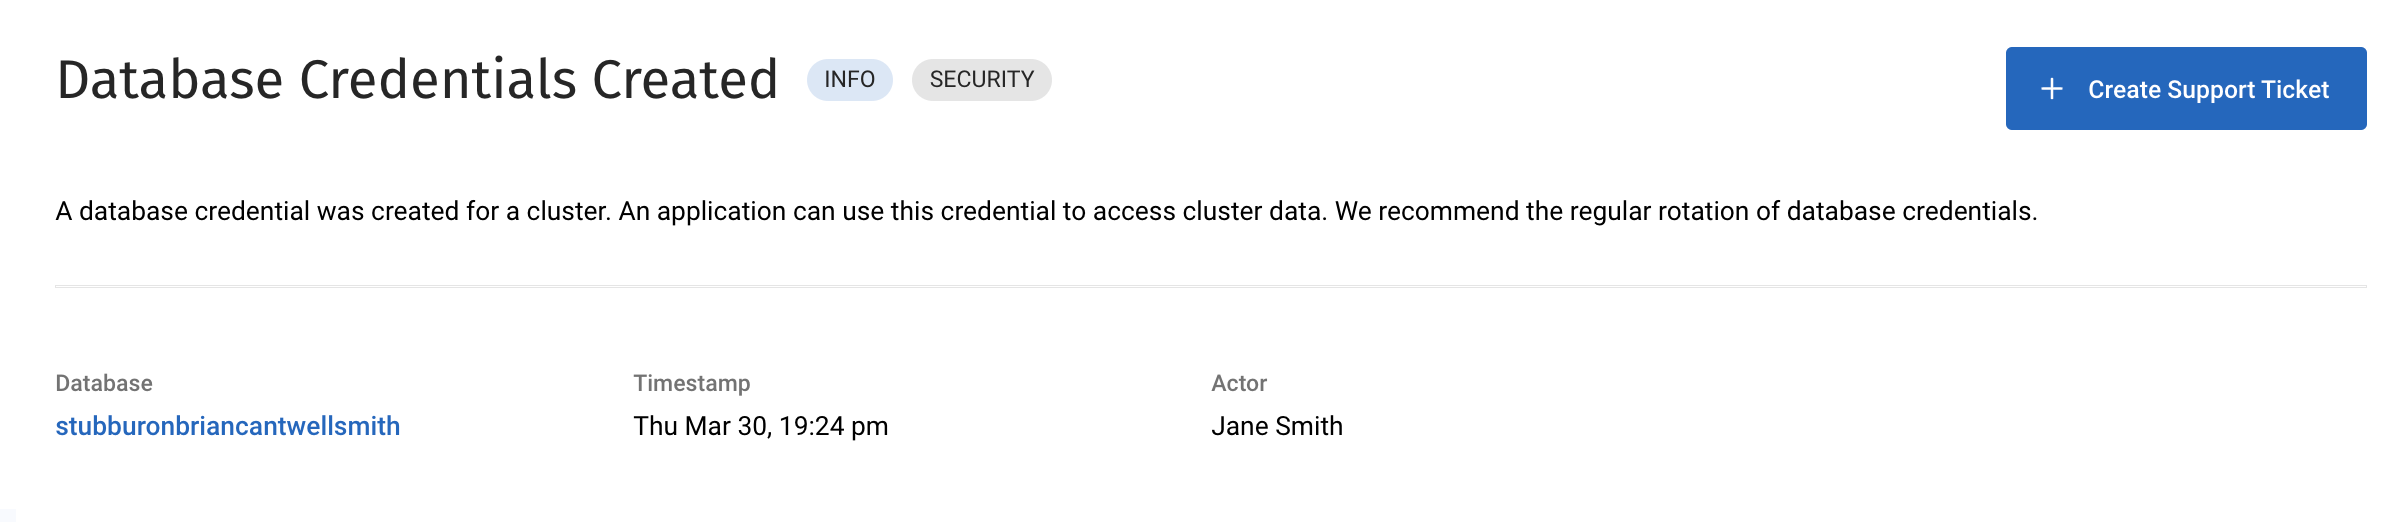 Database Credentials Created INFO SECURITY
+ Create Support Ticket
A database credential was created for a cluster. An application can use this credential to access cluster data. We recommend the regular rotation of database credentials.
Database Timestamp Actor
stubburonbriancantwellsmith Thu Mar 30, 19:24 pm Jane Smith